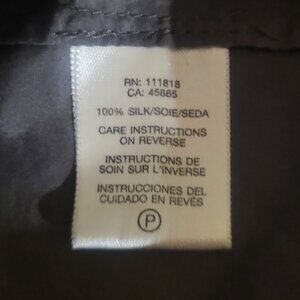 RN: 111818
CA: 45885
100% SILK/SOIE/SEDA
CARE INSTRUCTIONS
ON REVERSE
INSTRUCTIONS DE
SOIN SUR L'INVERSE
INSTRUCCIONES DEL
CUIDADO EN REVÉS
P